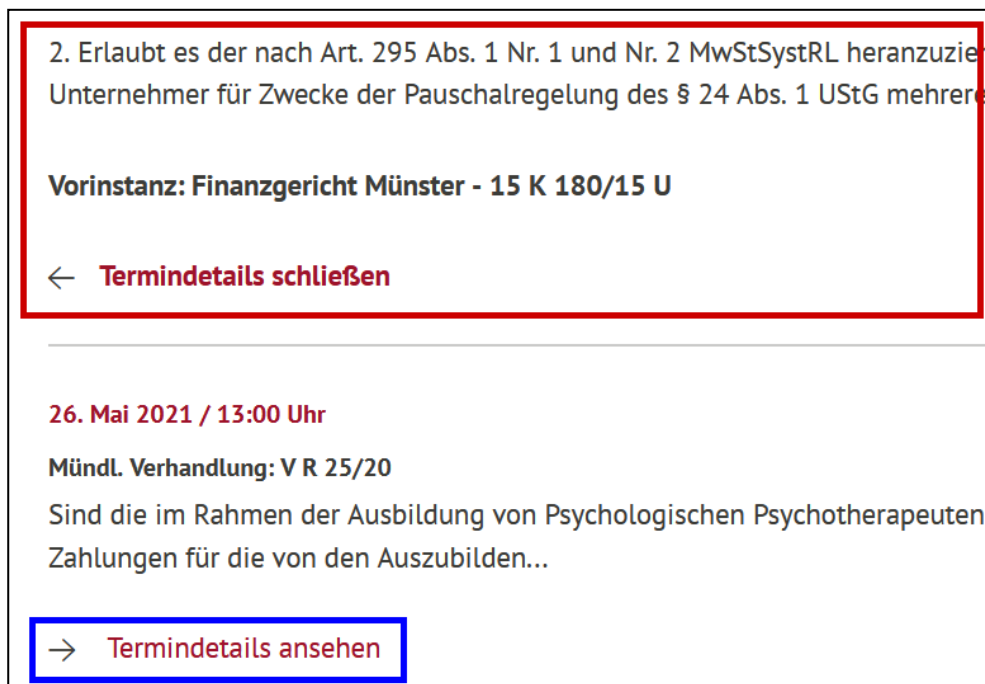 2. Erlaubt es der nach Art. 295 Abs. 1 Nr. 1 und Nr. 2 MwStSystRL
Unternehmer für Zwecke der Pauschalregelung des § 24 Abs. 1 UStG
Vorinstanz: Finanzgericht Münster - 15 K 180/15 U
← Termindetails schließen
26. Mai 2021 / 13:00 Uhr
Mündl. Verhandlung: V R 25/20
Sind die im Rahmen der Ausbildung von Psychologischen Psychotherapeuten
Zahlungen für die von den Auszubilden...
→ Termindetails ansehen